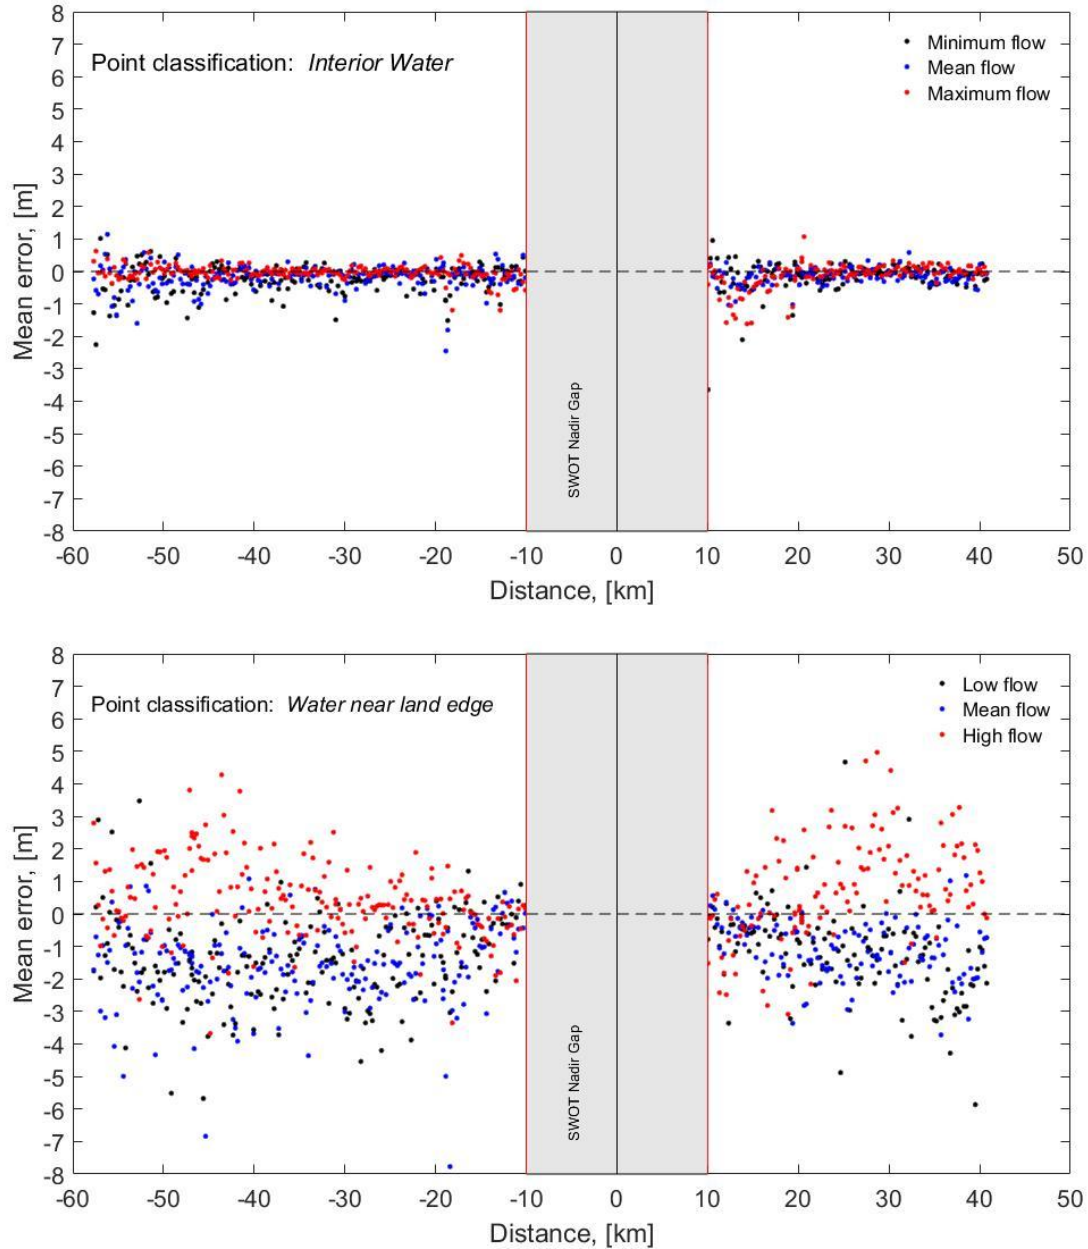 8
7
Point classification: Interior Water
Minimum flow
6
Mean flow
5
Maximum flow
4
3
2
1
0
-1
-2
-3
-4
-5
-6
-7
-8
Mean error, [m]
SWOT Nadir Gap
-60 -50 -40 -30 -20 -10 0 10 20 30 40 50
Distance, [km]
8
7
Point classification: Water near land edge
Low flow
6
Mean flow
5
High flow
4
3
2
1
0
-1
-2
-3
-4
-5
-6
-7
-8
Mean error, [m]
SWOT Nadir Gap
-60 -50 -40 -30 -20 -10 0 10 20 30 40 50
Distance, [km]